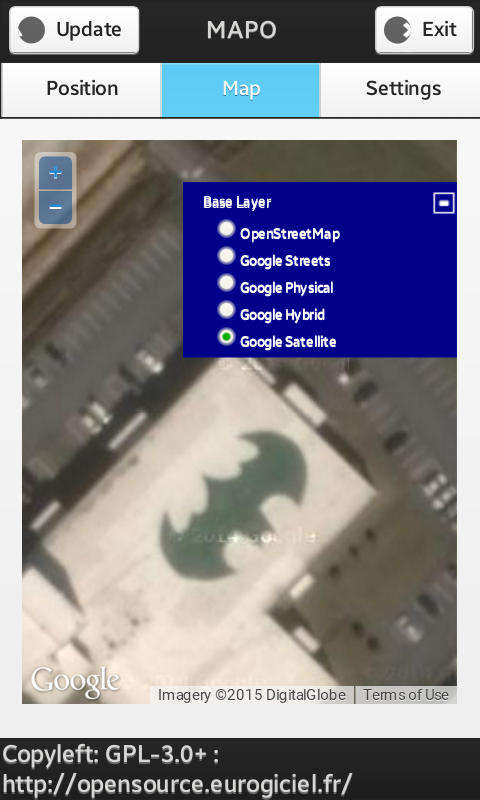 Update
MAPO
Exit
Position
Map
Settings
+
−
Base Layer
OpenStreetMap
Google Streets
Google Physical
Google Hybrid
Google Satellite
© 2014 Google
Google
Imagery ©2015 DigitalGlobe
Terms of Use
Copyleft: GPL-3.0+ :
http://opensource.eurogiciel.fr/